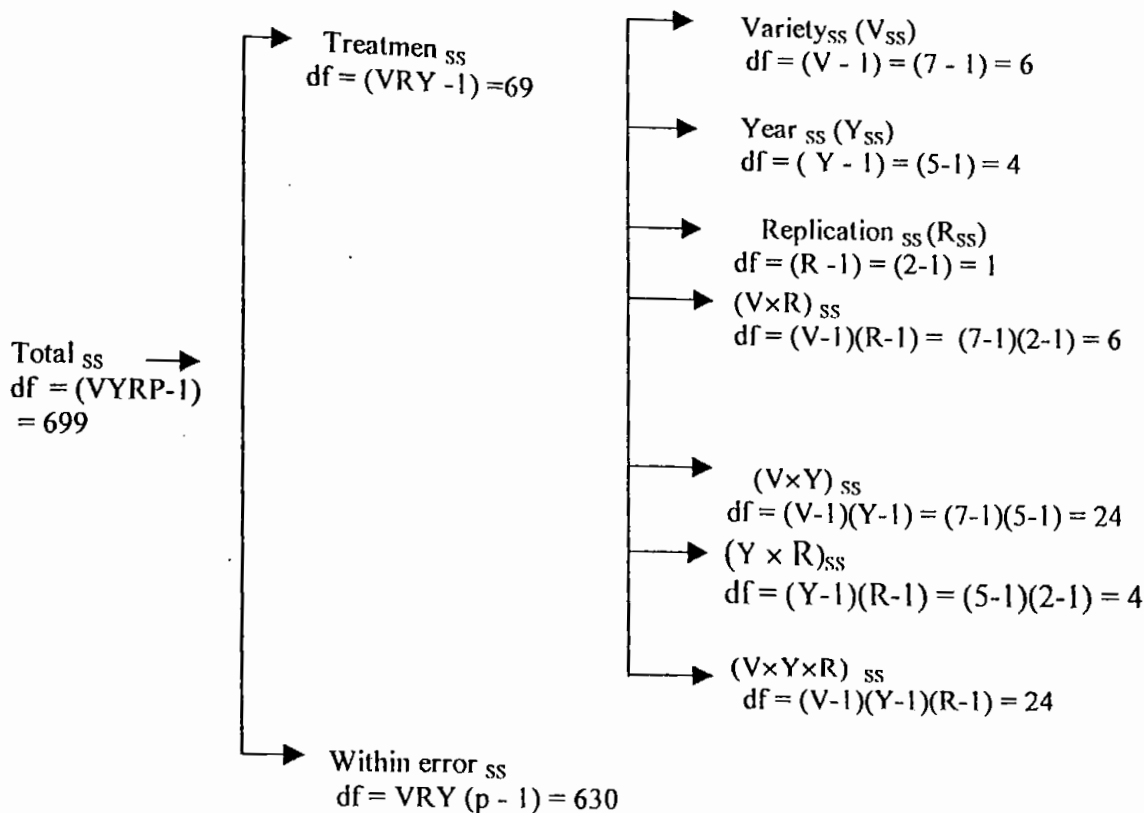 Total ss
df = (VYRP-1)
= 699
Treatmen ss
df = (VRY -1) =69
Within error ss
df = VRY (p - 1) = 630
Variety ss (V ss)
df = (V - 1) = (7 - 1) = 6
Year ss (Y ss)
df = ( Y - 1) = (5-1) = 4
Replication ss (R ss)
df = (R -1) = (2-1) = 1
(V×R) ss
df = (V-1)(R-1) = (7-1)(2-1) = 6
(V×Y) ss
df = (V-1)(Y-1) = (7-1)(5-1) = 24
(Y × R) ss
df = (Y-1)(R-1) = (5-1)(2-1) = 4
(V×Y×R) ss
df = (V-1)(Y-1)(R-1) = 24